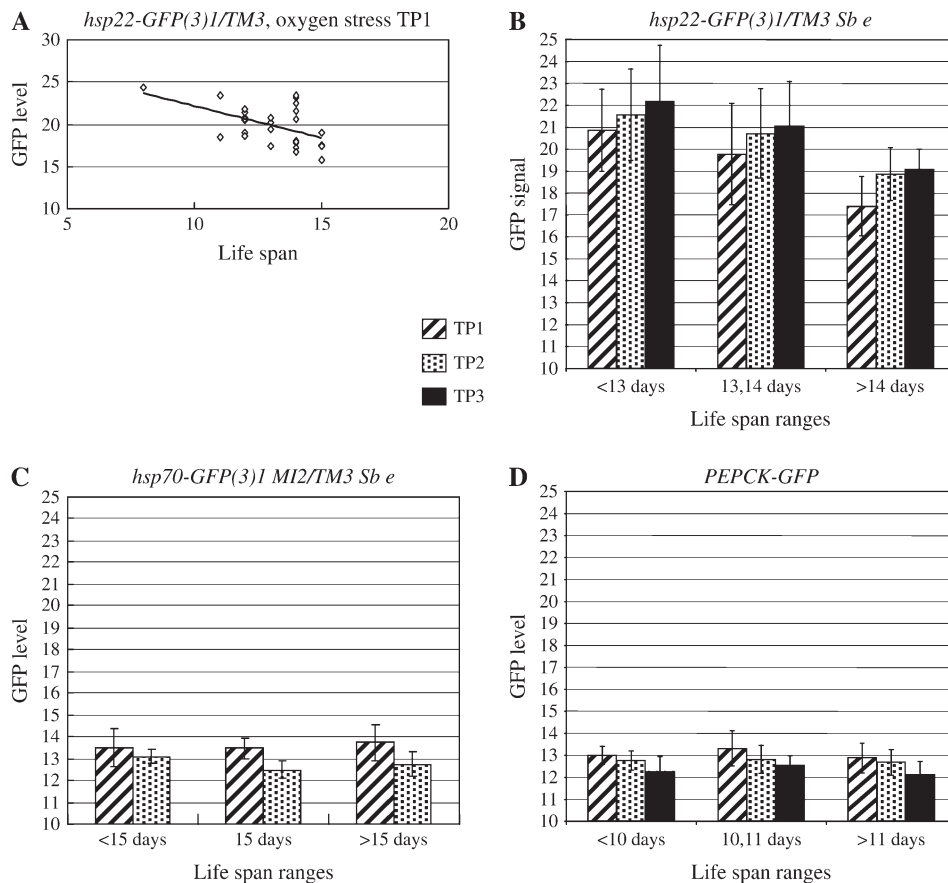 A
hsp22-GFP(3)1/TM3, oxygen stress TP1
30
25
20
15
10
5
10
15
20
GFP level
Life span
TP1
TP2
TP3
B
hsp22-GFP(3)1/TM3 Sb e
25
24
23
22
21
20
19
18
17
16
15
14
13
12
11
10
GFP signal
<13 days
13,14 days
>14 days
Life span ranges
C
hsp70-GFP(3)1 MI2/TM3 Sb e
25
24
23
22
21
20
19
18
17
16
15
14
13
12
11
10
GFP level
<15 days
15 days
>15 days
Life span ranges
D
PEPCK-GFP
25
24
23
22
21
20
19
18
17
16
15
14
13
12
11
10
GFP level
<10 days
10,11 days
>11 days
Life span ranges